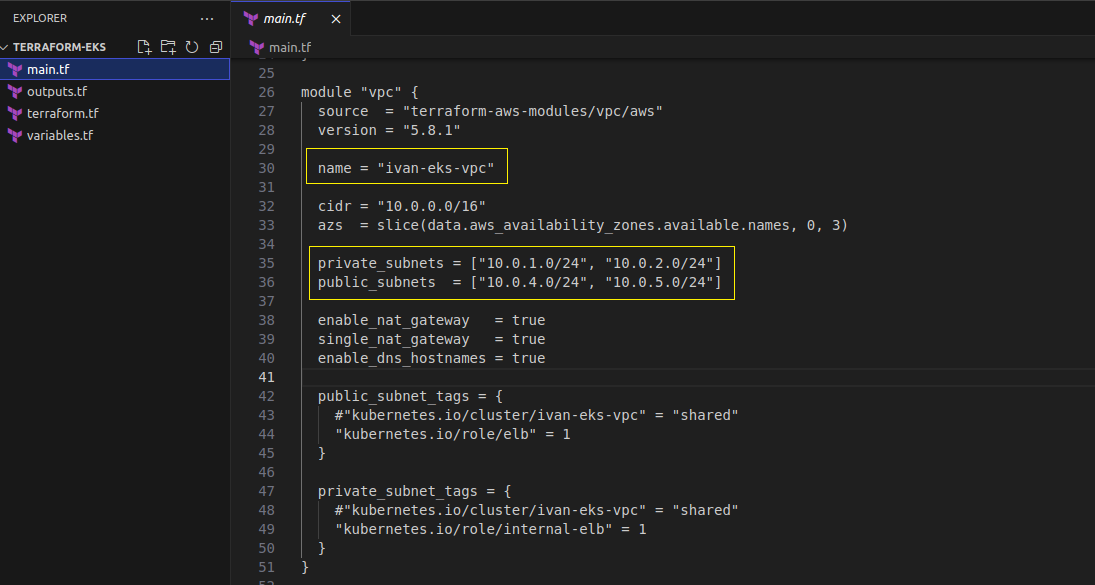 EXPLORER
...
TERRAFORM-EKS
main.tf
outputs.tf
terraform.tf
variables.tf
main.tf
main.tf
25
26 module "vpc" {
27   source  = "terraform-aws-modules/vpc/aws"
28   version = "5.8.1"
29
30   name = "ivan-eks-vpc"
31
32   cidr = "10.0.0.0/16"
33   azs  = slice(data.aws_availability_zones.available.names, 0, 3)
34
35   private_subnets = ["10.0.1.0/24", "10.0.2.0/24"]
36   public_subnets  = ["10.0.4.0/24", "10.0.5.0/24"]
37
38   enable_nat_gateway   = true
39   single_nat_gateway   = true
40   enable_dns_hostnames = true
41
42   public_subnet_tags = {
43     #"kubernetes.io/cluster/ivan-eks-vpc" = "shared"
44     "kubernetes.io/role/elb" = 1
45   }
46
47   private_subnet_tags = {
48     #"kubernetes.io/cluster/ivan-eks-vpc" = "shared"
49     "kubernetes.io/role/internal-elb" = 1
50   }
51 }